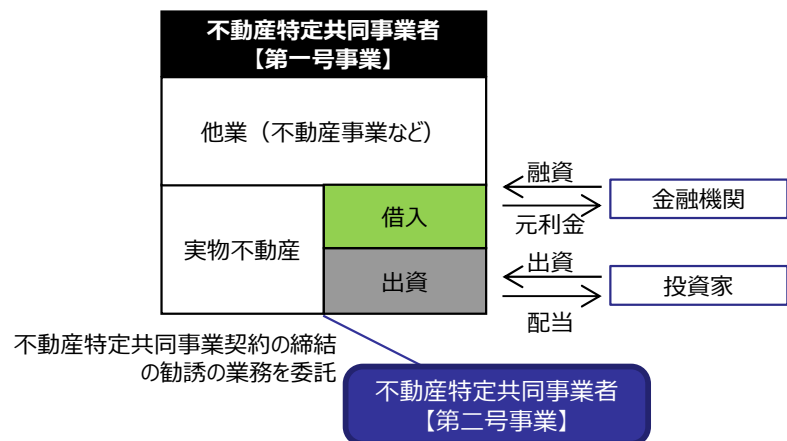 不動産特定共同事業者
【第一号事業】
他業（不動産事業など）
実物不動産
借入
出資
融資
元利金
金融機関
出資
配当
投資家
不動産特定共同事業契約の締結
の勧誘の業務を委託
不動産特定共同事業者
【第二号事業】